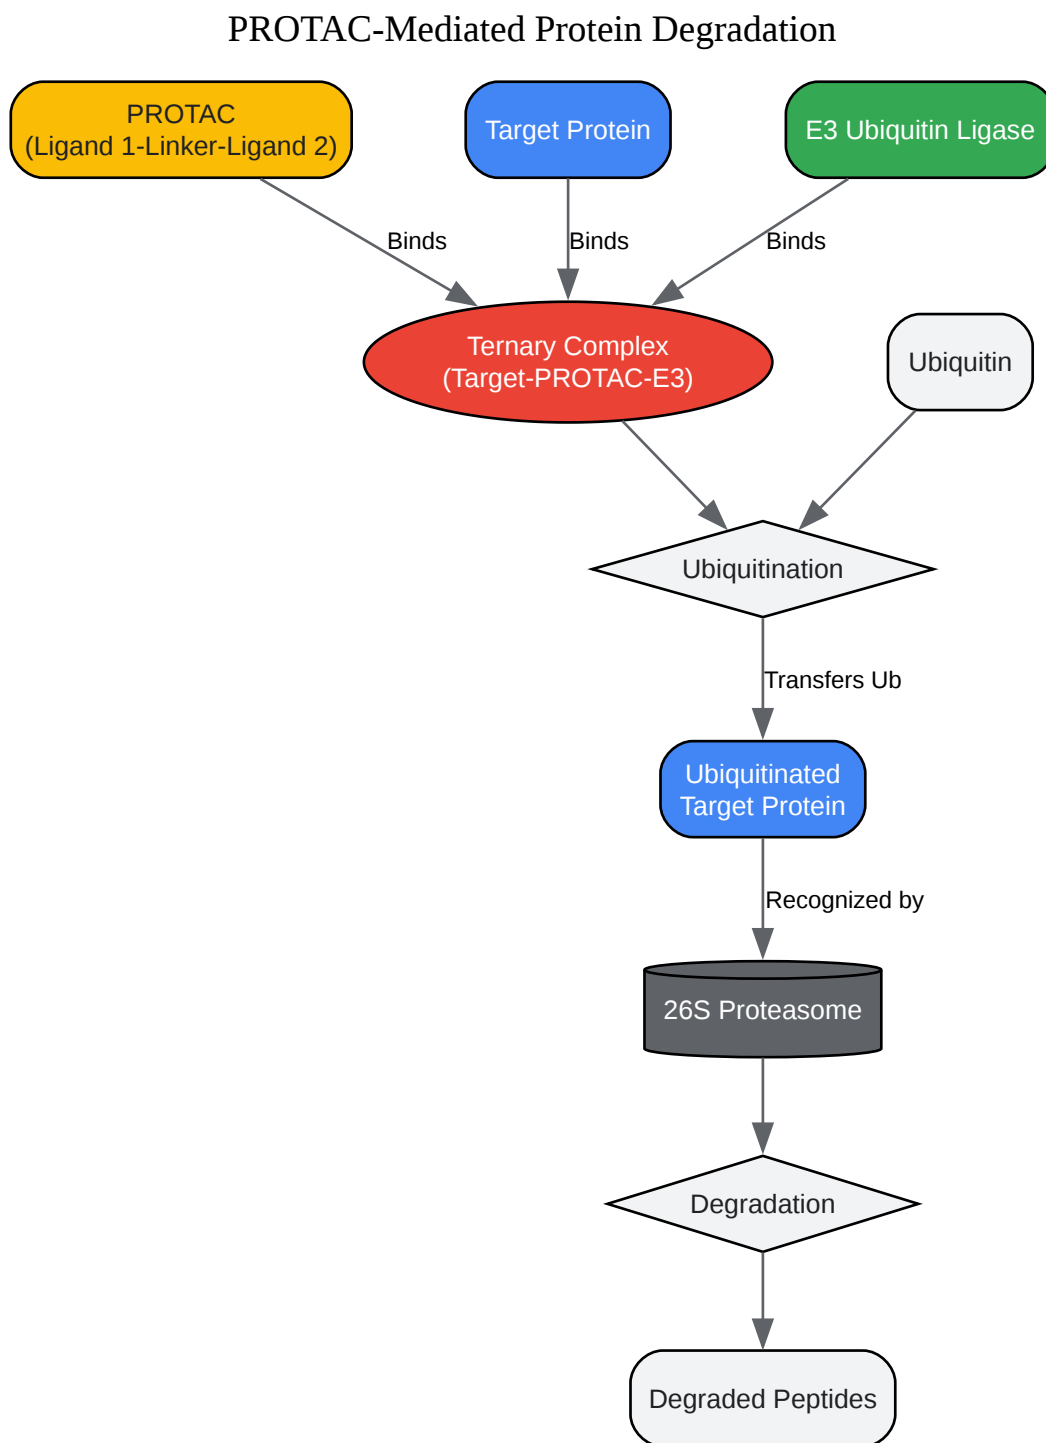 PROTAC-Mediated Protein Degradation
PROTAC
(Ligand 1-Linker-Ligand 2)
Target Protein
E3 Ubiquitin Ligase
Binds
Binds
Binds
Ternary Complex
(Target-PROTAC-E3)
Ubiquitin
Ubiquitination
Transfers Ub
Ubiquitinated
Target Protein
Recognized by
26S Proteasome
Degradation
Degraded Peptides